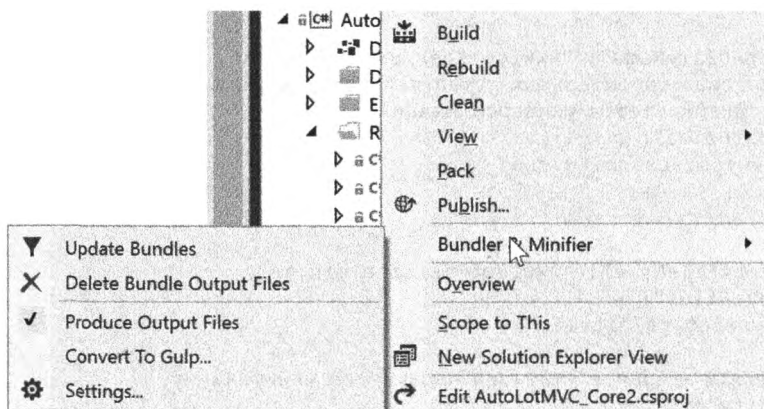 C# Auto
D
D
E
R
C
C
C
Build
Rebuild
Clean
View
Pack
Publish...
Bundler & Minifier
Overview
Scope to This
New Solution Explorer View
Edit AutoLotMVC_Core2.csproj
Update Bundles
Delete Bundle Output Files
Produce Output Files
Convert To Gulp...
Settings...